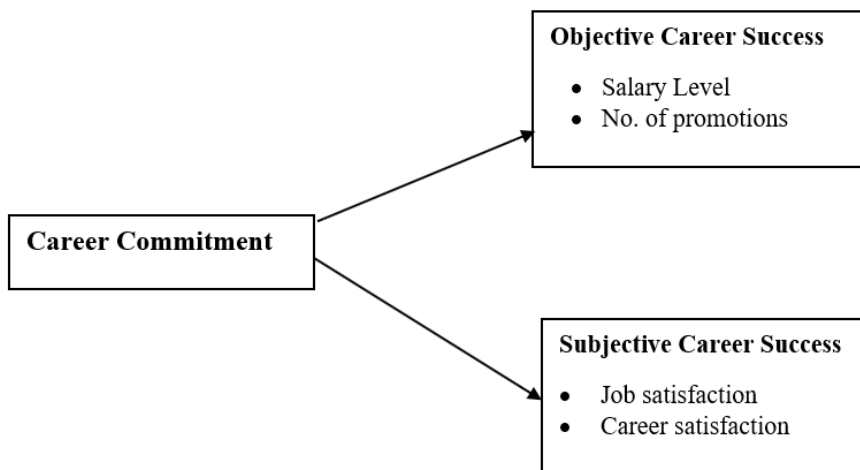 Objective Career Success
• Salary Level
• No. of promotions
Career Commitment
Subjective Career Success
• Job satisfaction
• Career satisfaction